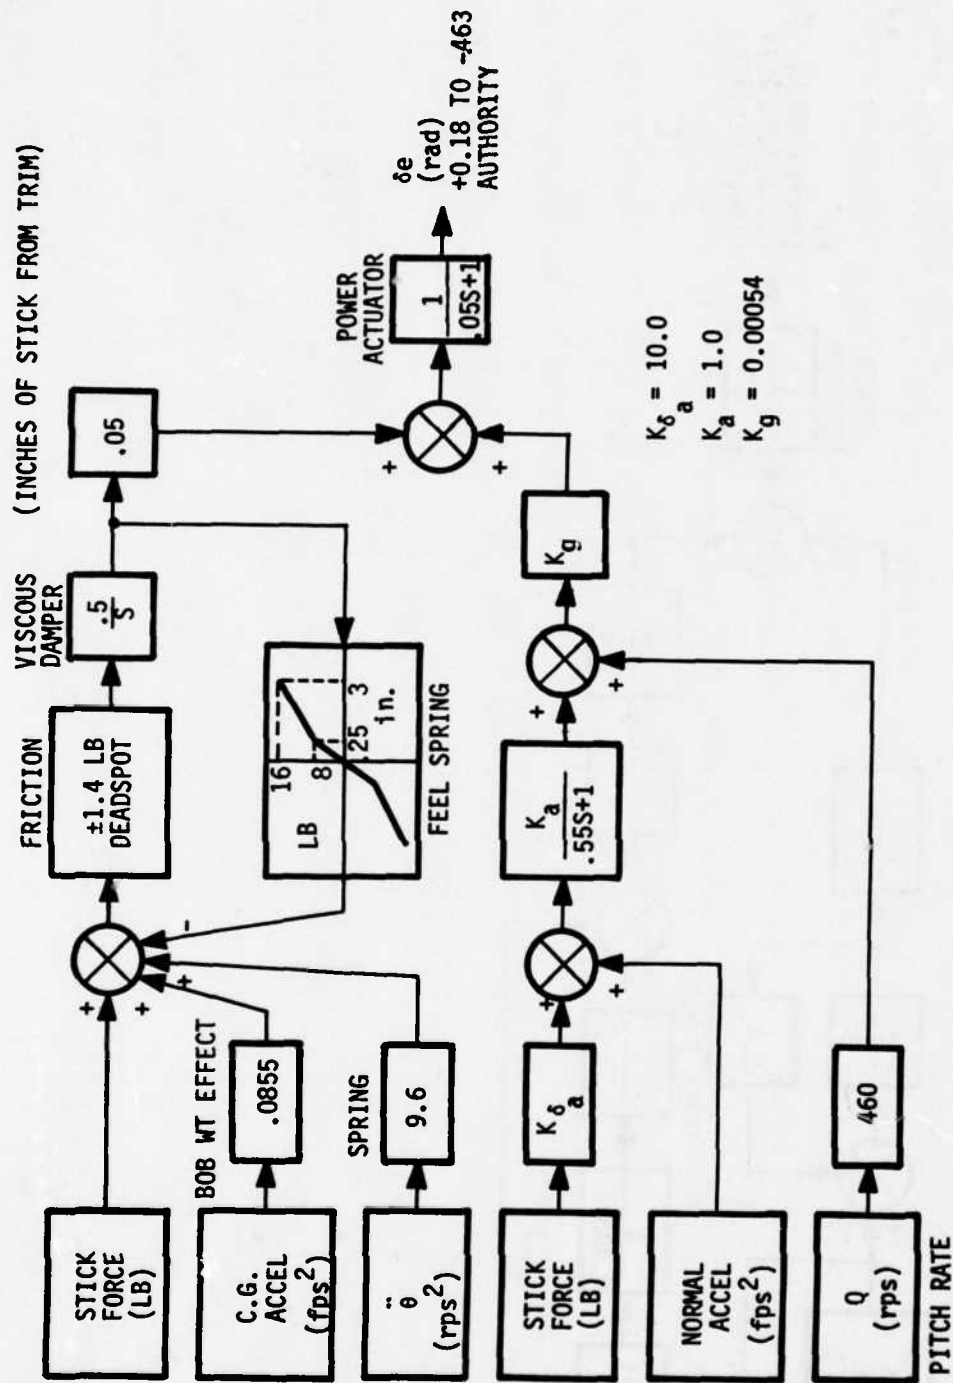 (INCHES OF STICK FROM TRIM)
STICK
FORCE
(LB)
FRICTION
±1.4 LB
DEADSPOT
VISCOUS
DAMPER
.5
S
.05
POWER
ACTUATOR
1
.05S+1
δe
(rad)
+0.18 TO -.463
AUTHORITY
C.G.
ACCEL
(fps²)
BOB WT EFFECT
.0855
LB
16
8
.25
3
in.
FEEL SPRING
θ̈
(rps²)
SPRING
9.6
STICK
FORCE
(LB)
Kδa
Ka
.55S+1
Kg
NORMAL
ACCEL
(fps²)
Q
(rps)
PITCH RATE
460
Kδa = 10.0
Ka = 1.0
Kg = 0.00054
+
+
+
-
+
+
+
+
+
+